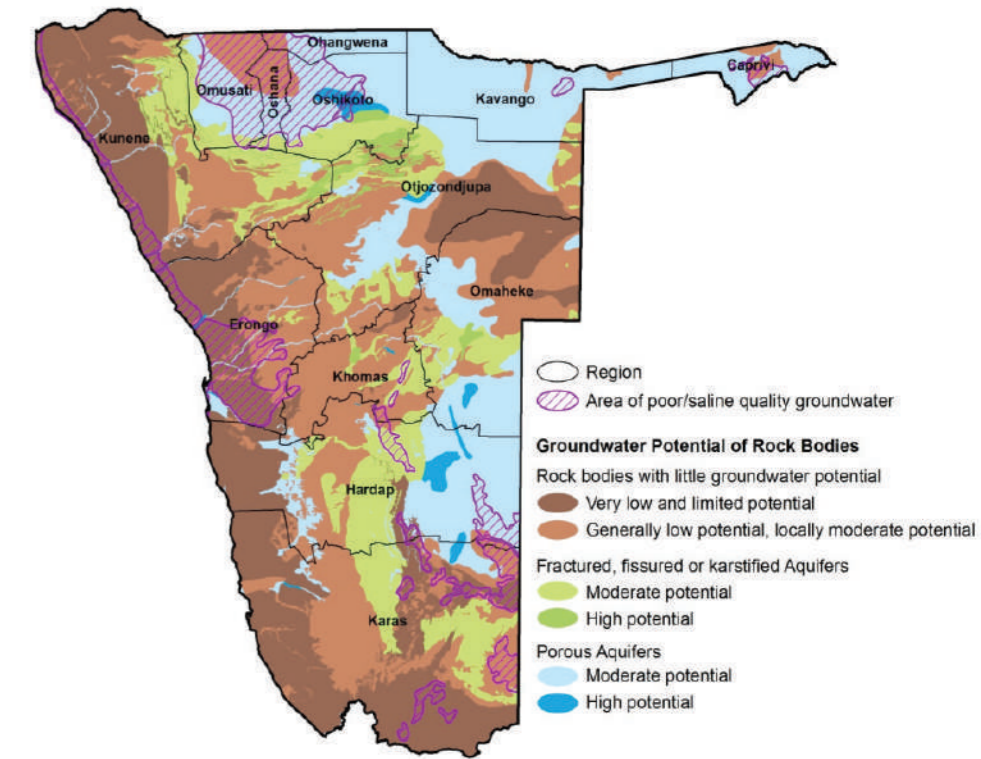 Ohangwena
Caprivi
Omusati
Oshana
Oshikoto
Kavango
Kunene
Otjozondjupa
Omaheke
Erongo
Khomas
Hardap
Karas
Region
Area of poor/saline quality groundwater
Groundwater Potential of Rock Bodies
Rock bodies with little groundwater potential
Very low and limited potential
Generally low potential, locally moderate potential
Fractured, fissured or karstified Aquifers
Moderate potential
High potential
Porous Aquifers
Moderate potential
High potential